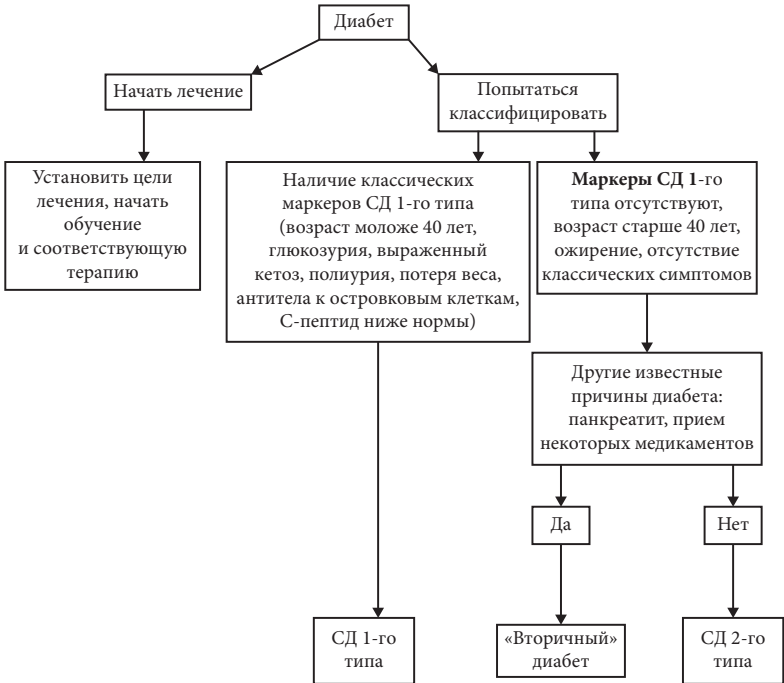 Диабет
Начать лечение
Попытаться
классифицировать
Установить цели
лечения, начать
обучение
и соответствующую
терапию
Наличие классических
маркеров СД 1-го типа
(возраст моложе 40 лет,
глюкозурия, выраженный
кетоз, полиурия, потеря веса,
антитела к островковым клеткам,
С-пептид ниже нормы)
Маркеры СД 1-го
типа отсутствуют,
возраст старше 40 лет,
ожирение, отсутствие
классических симптомов
Другие известные
причины диабета:
панкреатит, прием
некоторых медикаментов
Да
Нет
СД 1-го
типа
«Вторичный»
диабет
СД 2-го
типа